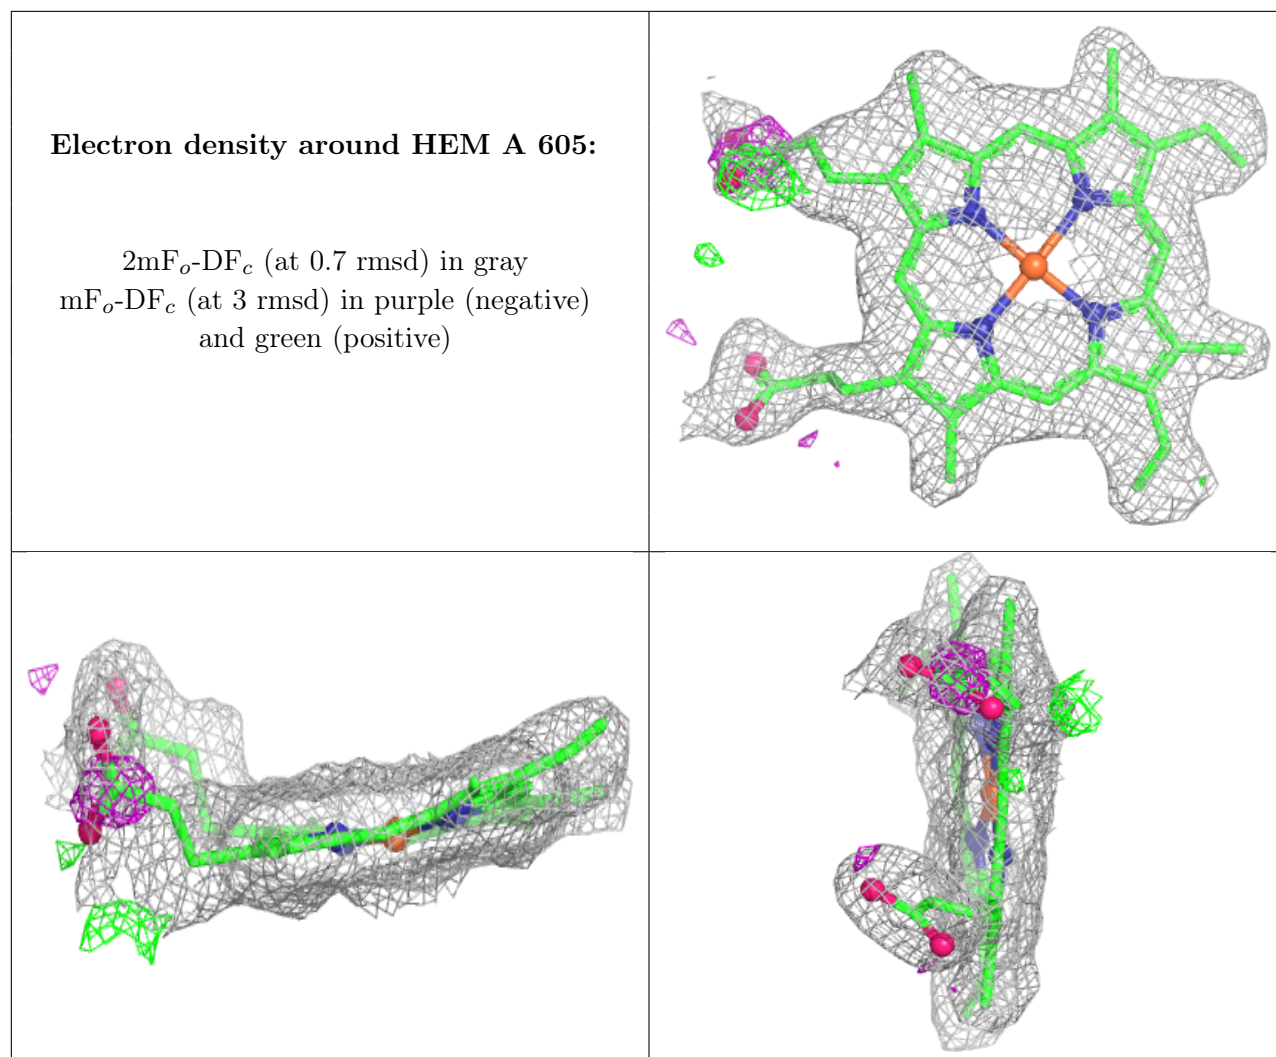 Electron density around HEM A 605:
2mFo-DFc (at 0.7 rmsd) in gray
mFo-DFc (at 3 rmsd) in purple (negative)
and green (positive)